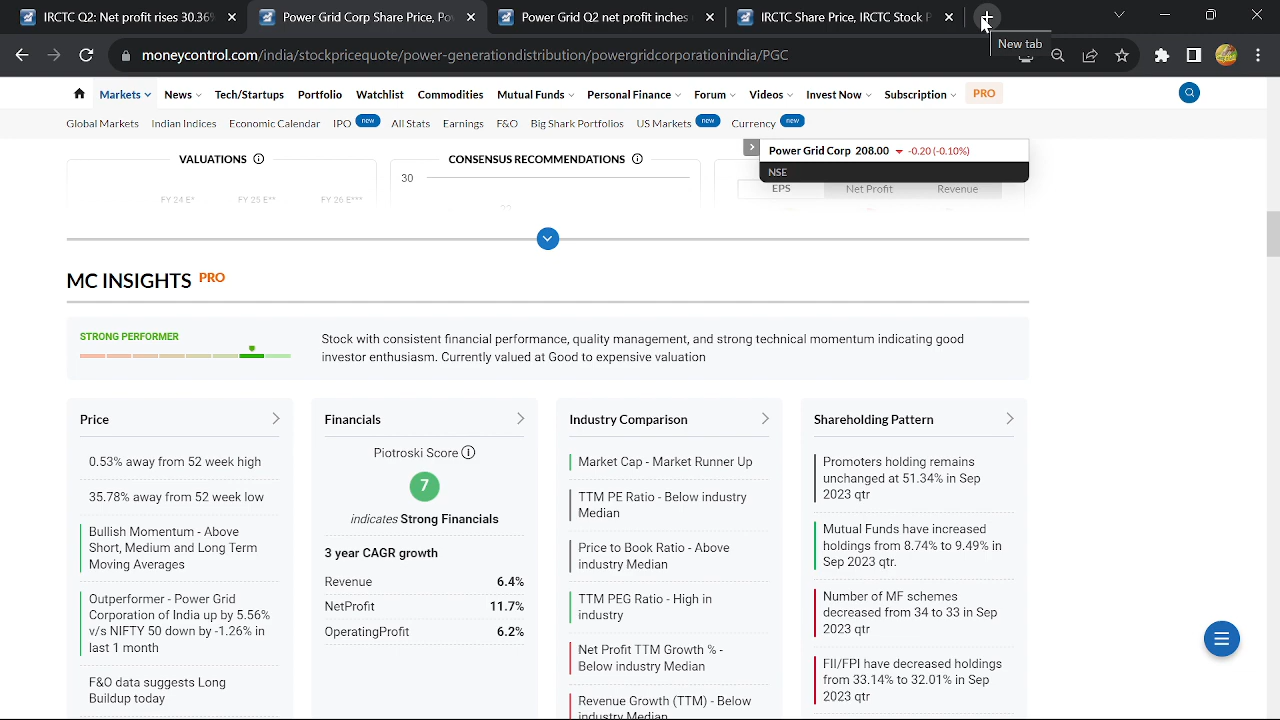 Power Grid Nov 30.36%
Power Grid Share Price, Po
Power Grid Q2 net profit inches
IRCTC Share Price IRCTC Stock P
New tab
moneycontrol.com/india/stockpricequote/power-generationdistribution/powergridcorporationindia/PGC
Markets News Tech/Startups Portfolio Watchlist Commodities Mutual Funds Personal Finance Forum Videos Invest Now Subscription PRO
Global Markets Indian Indices Economic Calendar IPO new All Stats Earnings F&O Big Shark Portfolios US Markets new Currency new
Power Grid Corp 208.00 -0.20 (-0.10%)
NSE
VALUATIONS
FY 24 E* FY 25 E** FY 26 E***
CONSENSUS RECOMMENDATIONS
30
EPS Net Profit Revenue
MC INSIGHTS PRO
STRONG PERFORMER
Stock with consistent financial performance, quality management, and strong technical momentum indicating good
investor enthusiasm. Currently valued at Good to expensive valuation
Price
0.53% away from 52 week high
35.78% away from 52 week low
Bullish Momentum - Above
Short, Medium and Long Term
Moving Averages
Outperformer - Power Grid
Corporation of India up by 5.56%
v/s NIFTY 50 down by -1.26% in
last 1 month
F&O data suggests Long
Buildup today
Financials
Piotroski Score
7
indicates Strong Financials
3 year CAGR growth
Revenue 6.4%
NetProfit 11.7%
OperatingProfit 6.2%
Industry Comparison
Market Cap - Market Runner Up
TTM PE Ratio - Below industry
Median
Price to Book Ratio - Above
industry Median
TTM PEG Ratio - High in
industry
Net Profit TTM Growth % -
Below industry Median
Revenue Growth (TTM) - Below
industry Median
Shareholding Pattern
Promoters holding remains
unchanged at 51.34% in Sep
2023 qtr
Mutual Funds have increased
holdings from 8.74% to 9.49% in
Sep 2023 qtr.
Number of MF schemes
decreased from 34 to 33 in Sep
2023 qtr
FII/FPI have decreased holdings
from 33.14% to 32.01% in Sep
2023 qtr